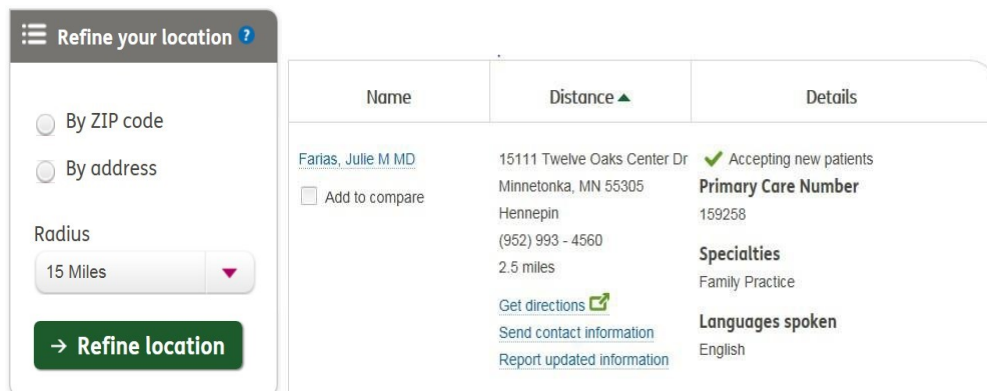 Refine your location ?
By ZIP code
By address
Radius
15 Miles
→ Refine location
Name
Distance
Details
Farias, Julie M MD
Add to compare
15111 Twelve Oaks Center Dr
Minnetonka, MN 55305
Hennepin
(952) 993 - 4560
2.5 miles
Get directions
Send contact information
Report updated information
Accepting new patients
Primary Care Number
159258
Specialties
Family Practice
Languages spoken
English